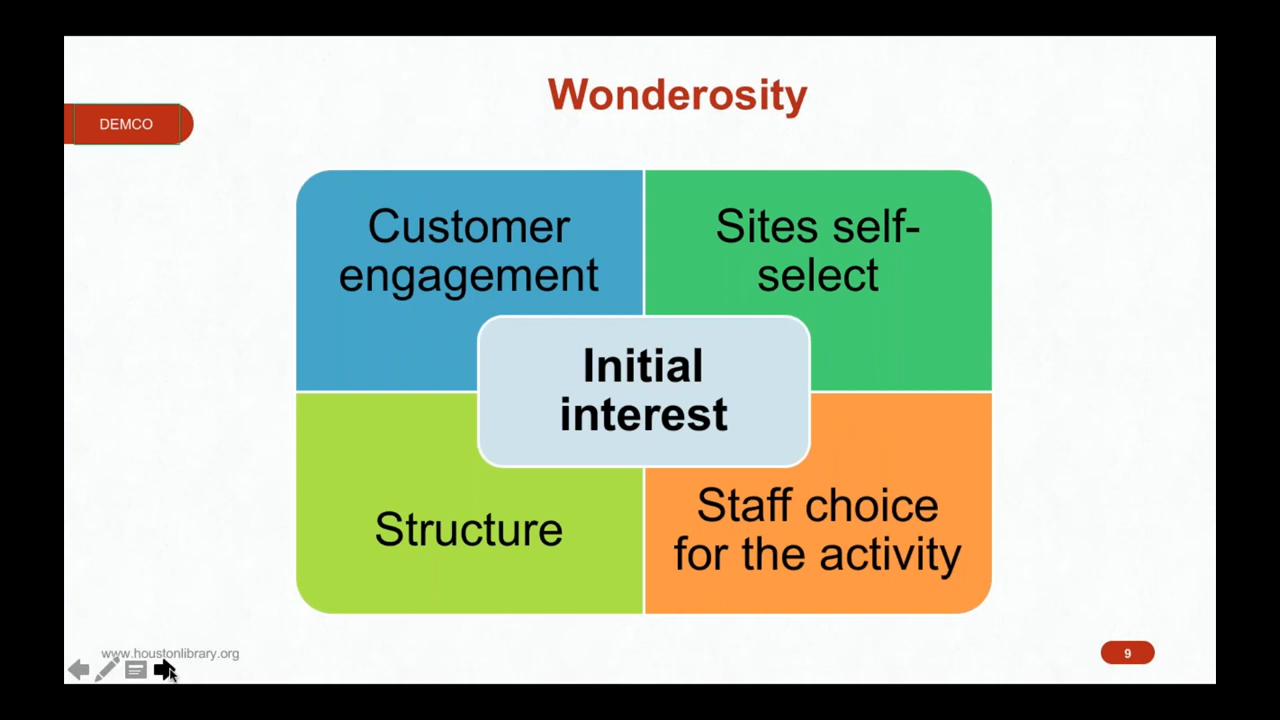 Wonderosity
DEMCO
Customer
engagement
Sites self-
select
Initial
interest
Structure
Staff choice
for the activity
www.houstonlibrary.org
9